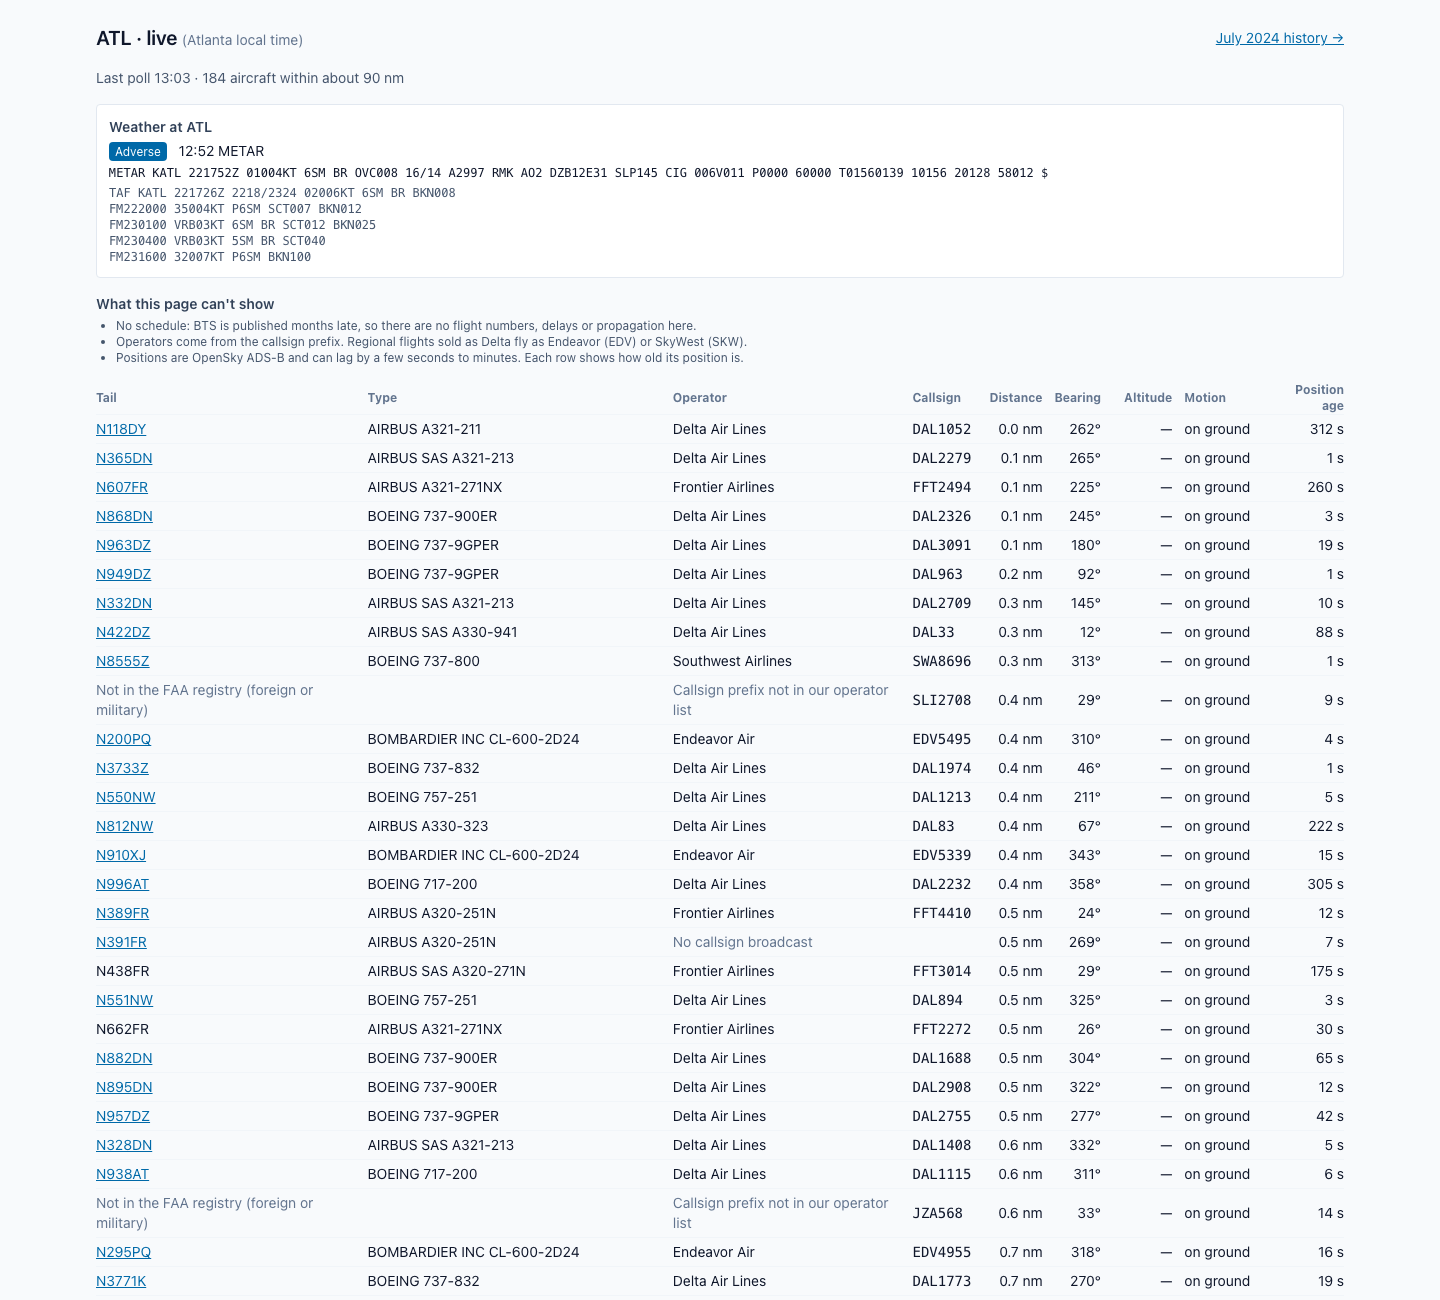 ATL · live (Atlanta local time)
July 2024 history →
Last poll 13:03 · 184 aircraft within about 90 nm
Weather at ATL
Adverse 12:52 METAR
METAR KATL 221752Z 01004KT 6SM BR OVC008 16/14 A2997 RMK AO2 DZB12E31 SLP145 CIG 006V011 P0000 60000 T01560139 10156 20128 58012 $
TAF KATL 221726Z 2218/2324 02006KT 6SM BR BKN008
FM222000 35004KT P6SM SCT007 BKN012
FM230100 VRB03KT 6SM BR SCT012 BKN025
FM230400 VRB03KT 5SM BR SCT040
FM231600 32007KT P6SM BKN100
What this page can't show
• No schedule: BTS is published months late, so there are no flight numbers, delays or propagation here.
• Operators come from the callsign prefix. Regional flights sold as Delta fly as Endeavor (EDV) or SkyWest (SKW).
• Positions are OpenSky ADS-B and can lag by a few seconds to minutes. Each row shows how old its position is.
Tail Type Operator Callsign Distance Bearing Altitude Motion Position age
N118DY AIRBUS A321-211 Delta Air Lines DAL1052 0.0 nm 262° — on ground 312 s
N365DN AIRBUS SAS A321-213 Delta Air Lines DAL2279 0.1 nm 265° — on ground 1 s
N607FR AIRBUS A321-271NX Frontier Airlines FFT2494 0.1 nm 225° — on ground 260 s
N868DN BOEING 737-900ER Delta Air Lines DAL2326 0.1 nm 245° — on ground 3 s
N963DZ BOEING 737-9GPER Delta Air Lines DAL3091 0.1 nm 180° — on ground 19 s
N949DZ BOEING 737-9GPER Delta Air Lines DAL963 0.2 nm 92° — on ground 1 s
N332DN AIRBUS SAS A321-213 Delta Air Lines DAL2709 0.3 nm 145° — on ground 10 s
N422DZ AIRBUS SAS A330-941 Delta Air Lines DAL33 0.3 nm 12° — on ground 88 s
N8555Z BOEING 737-800 Southwest Airlines SWA8696 0.3 nm 313° — on ground 1 s
Not in the FAA registry (foreign or military) Callsign prefix not in our operator list SLI2708 0.4 nm 29° — on ground 9 s
N200PQ BOMBARDIER INC CL-600-2D24 Endeavor Air EDV5495 0.4 nm 310° — on ground 4 s
N3733Z BOEING 737-832 Delta Air Lines DAL1974 0.4 nm 46° — on ground 1 s
N550NW BOEING 757-251 Delta Air Lines DAL1213 0.4 nm 211° — on ground 5 s
N812NW AIRBUS A330-323 Delta Air Lines DAL83 0.4 nm 67° — on ground 222 s
N910XJ BOMBARDIER INC CL-600-2D24 Endeavor Air EDV5339 0.4 nm 343° — on ground 15 s
N996AT BOEING 717-200 Delta Air Lines DAL2232 0.4 nm 358° — on ground 305 s
N389FR AIRBUS A320-251N Frontier Airlines FFT4410 0.5 nm 24° — on ground 12 s
N391FR AIRBUS A320-251N No callsign broadcast 0.5 nm 269° — on ground 7 s
N438FR AIRBUS SAS A320-271N Frontier Airlines FFT3014 0.5 nm 29° — on ground 175 s
N551NW BOEING 757-251 Delta Air Lines DAL894 0.5 nm 325° — on ground 3 s
N662FR AIRBUS A321-271NX Frontier Airlines FFT2272 0.5 nm 26° — on ground 30 s
N882DN BOEING 737-900ER Delta Air Lines DAL1688 0.5 nm 304° — on ground 65 s
N895DN BOEING 737-900ER Delta Air Lines DAL2908 0.5 nm 322° — on ground 12 s
N957DZ BOEING 737-9GPER Delta Air Lines DAL2755 0.5 nm 277° — on ground 42 s
N328DN AIRBUS SAS A321-213 Delta Air Lines DAL1408 0.6 nm 332° — on ground 5 s
N938AT BOEING 717-200 Delta Air Lines DAL1115 0.6 nm 311° — on ground 6 s
Not in the FAA registry (foreign or military) Callsign prefix not in our operator list JZA568 0.6 nm 33° — on ground 14 s
N295PQ BOMBARDIER INC CL-600-2D24 Endeavor Air EDV4955 0.7 nm 318° — on ground 16 s
N3771K BOEING 737-832 Delta Air Lines DAL1773 0.7 nm 270° — on ground 19 s